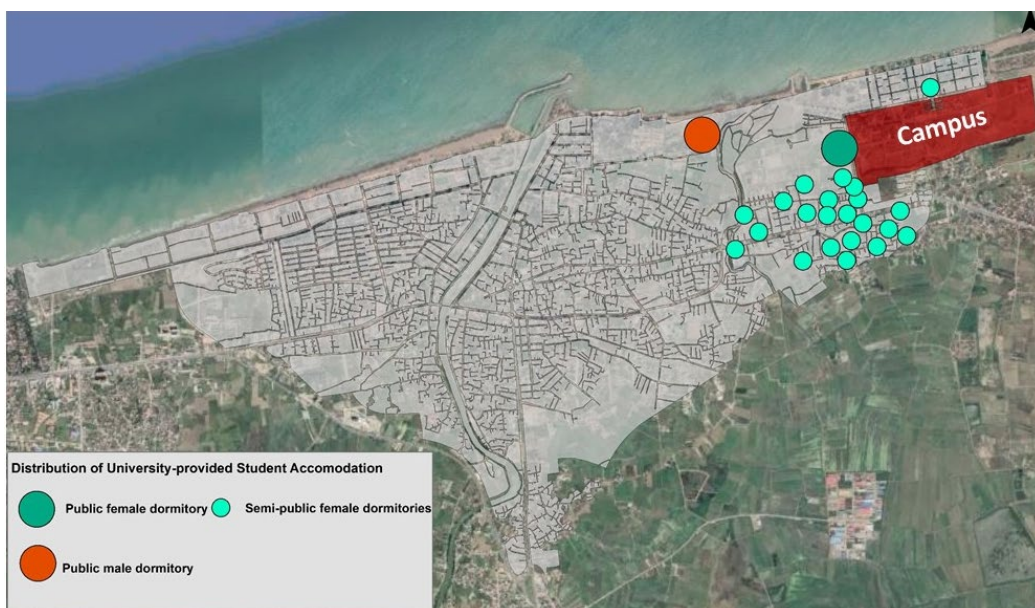 Campus
Distribution of University-provided Student Accomodation
Public female dormitory
Semi-public female dormitories
Public male dormitory